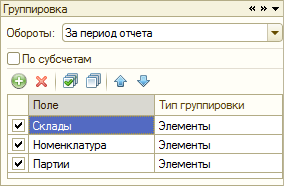 Группировка
Обороты: За период отчета
По субсчетам
Поле Тип группировки
Склады Элементы
Номенклатура Элементы
Партии Элементы